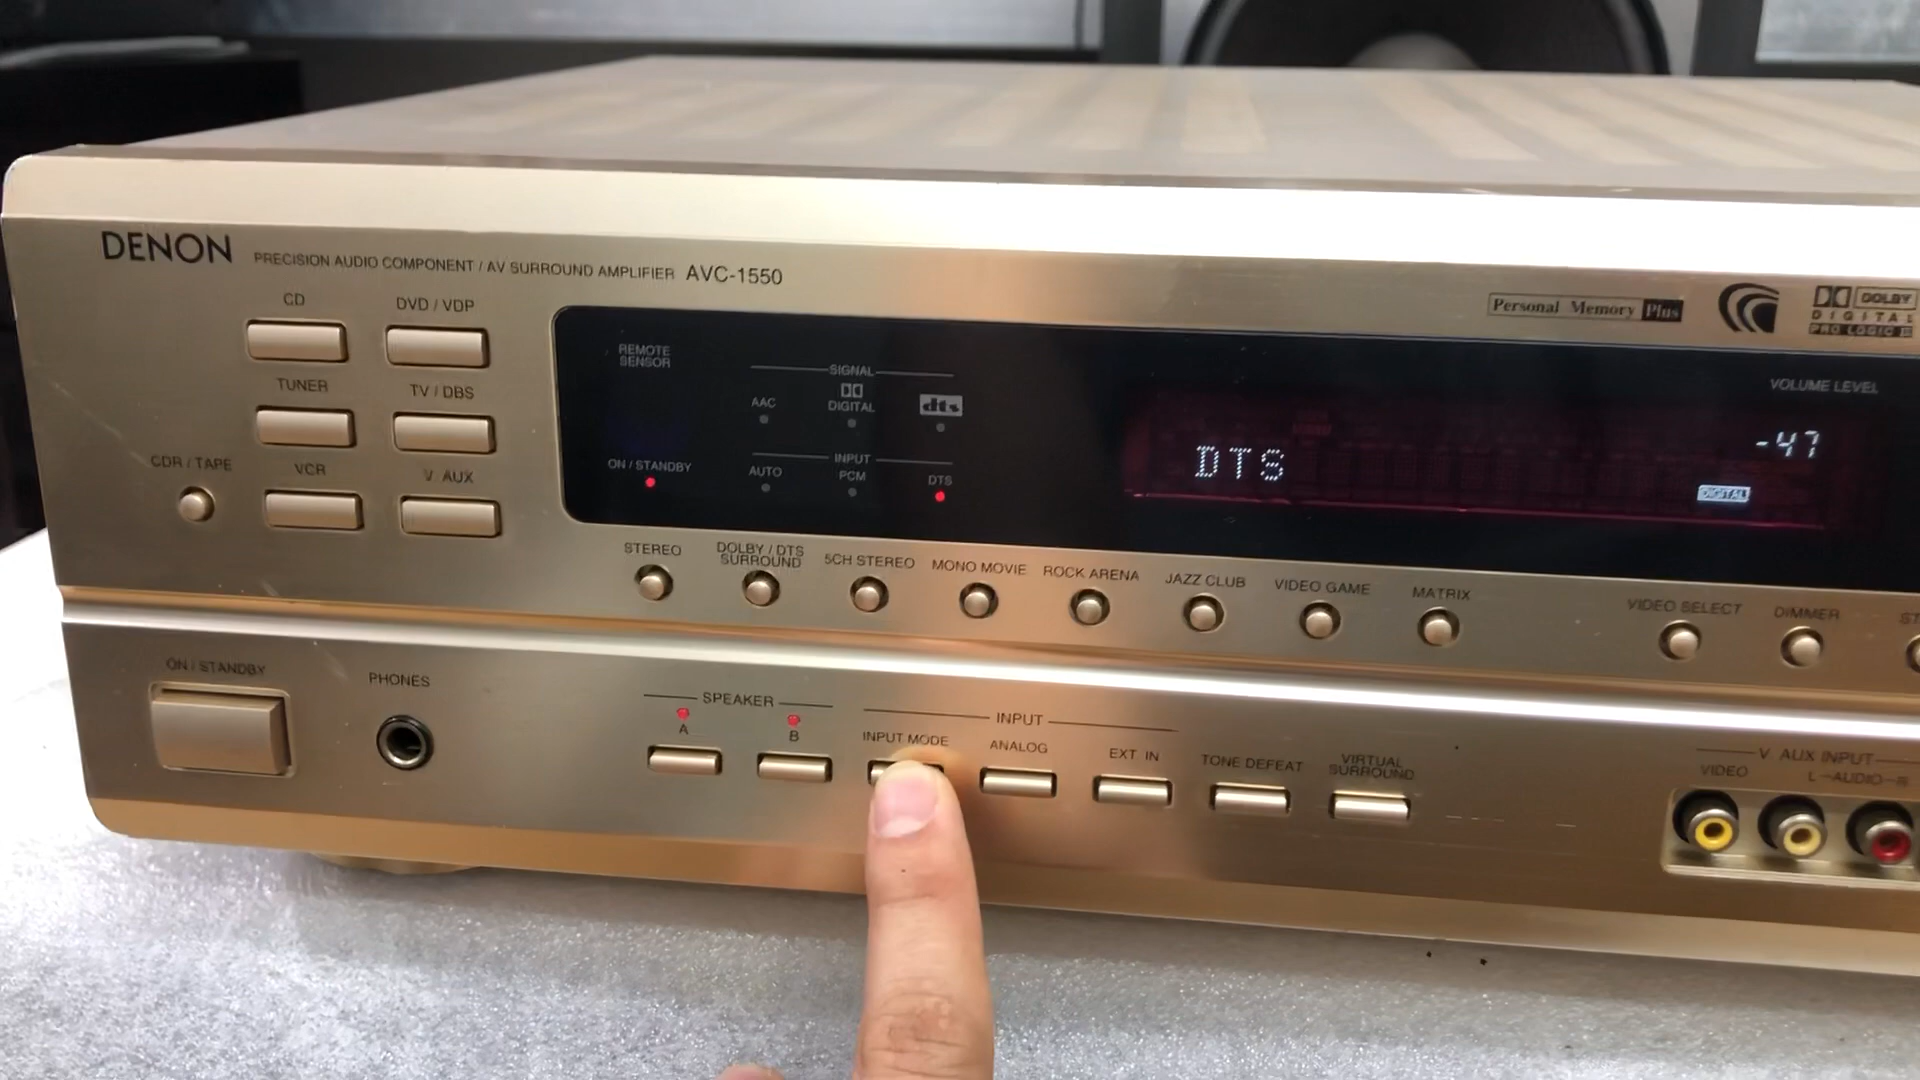 DENON PRECISION AUDIO COMPONENT / AV SURROUND AMPLIFIER AVC-1550
Personal Memory Plus
DOLBY
DIGITAL
PRO LOGIC II
CD
DVD / VDP
TUNER
TV / DBS
CDR / TAPE
VCR
V. AUX
REMOTE
SENSOR
SIGNAL
AAC
DIGITAL
dts
ON / STANDBY
INPUT
AUTO
PCM
DTS
VOLUME LEVEL
DTS
-47
DIGITAL
STEREO
DOLBY / DTS
SURROUND
5CH STEREO
MONO MOVIE
ROCK ARENA
JAZZ CLUB
VIDEO GAME
MATRIX
VIDEO SELECT
DIMMER
ST
ON / STANDBY
PHONES
SPEAKER
A
B
INPUT
INPUT MODE
ANALOG
EXT. IN
TONE DEFEAT
VIRTUAL
SURROUND
V. AUX INPUT
VIDEO
L - AUDIO - R